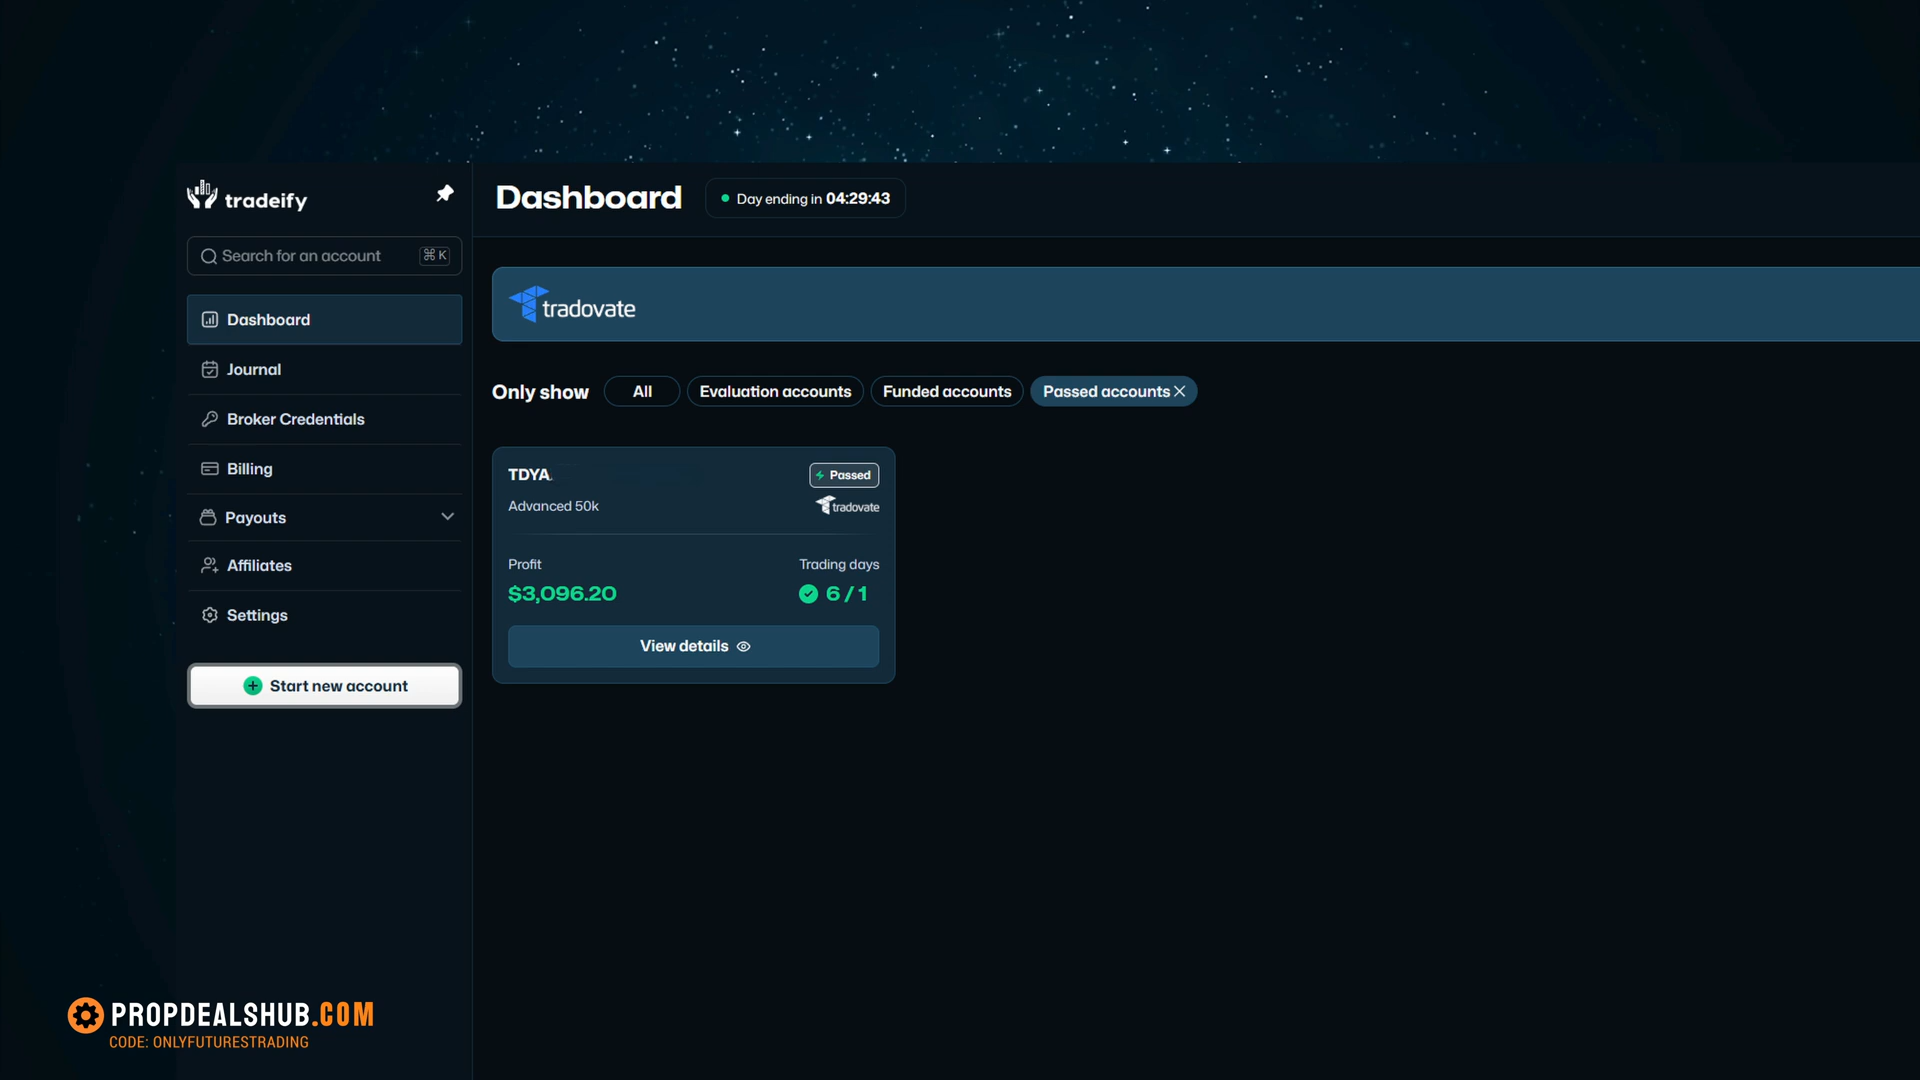 tradeify
Search for an account
⌘ K
Dashboard
Journal
Broker Credentials
Billing
Payouts
Affiliates
Settings
Start new account
Dashboard
Day ending in 04:29:43
tradovate
Only show
All
Evaluation accounts
Funded accounts
Passed accounts
TDYA
Passed
Advanced 50k
tradovate
Profit
Trading days
$3,096.20
6 / 1
View details
PROPDEALSHUB.COM
CODE: ONLYFUTURESTRADING